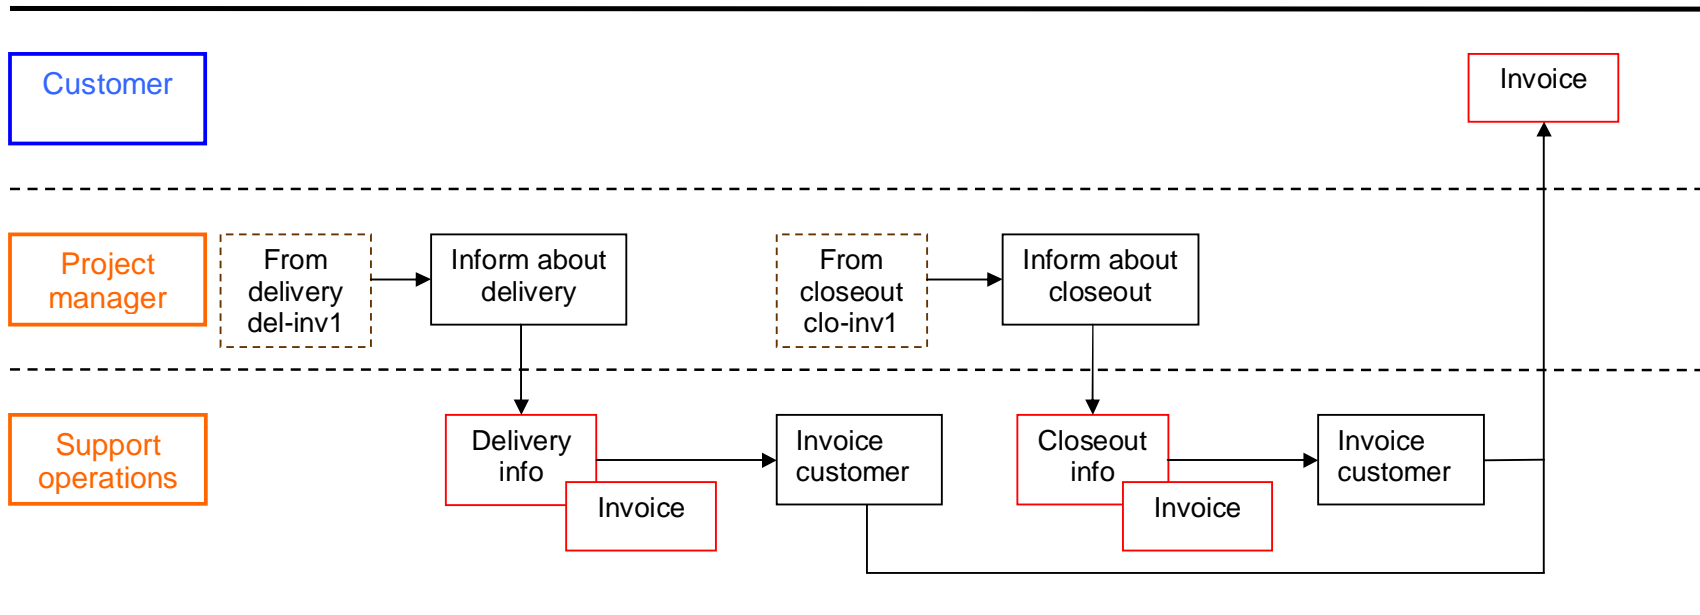 Customer
Invoice
Project
manager
From
delivery
del-inv1
Inform about
delivery
From
closeout
clo-inv1
Inform about
closeout
Support
operations
Delivery
info
Invoice
Invoice
customer
Closeout
info
Invoice
Invoice
customer